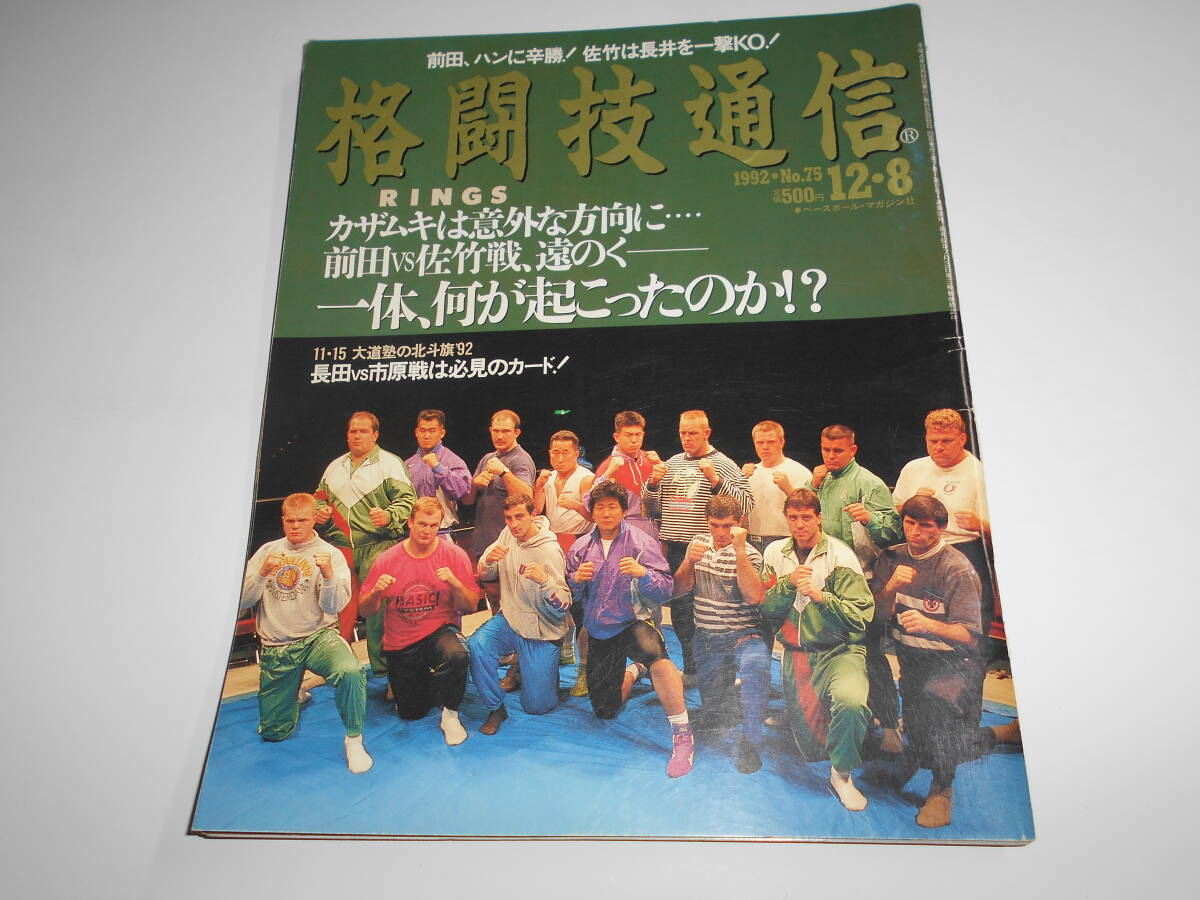 前田、ハンに辛勝!佐竹は長井を一撃KO!
格闘技通信®
1992・No.75 12・8
定価500円
●ベースボール・マガジン社
RINGS
カザムキは意外な方向に‥‥
前田VS佐竹戦、遠のく──
一体、何が起こったのか!?
11・15 大道塾の北斗旗'92
長田VS市原戦は必見のカード!
BASIC
SYSTEM